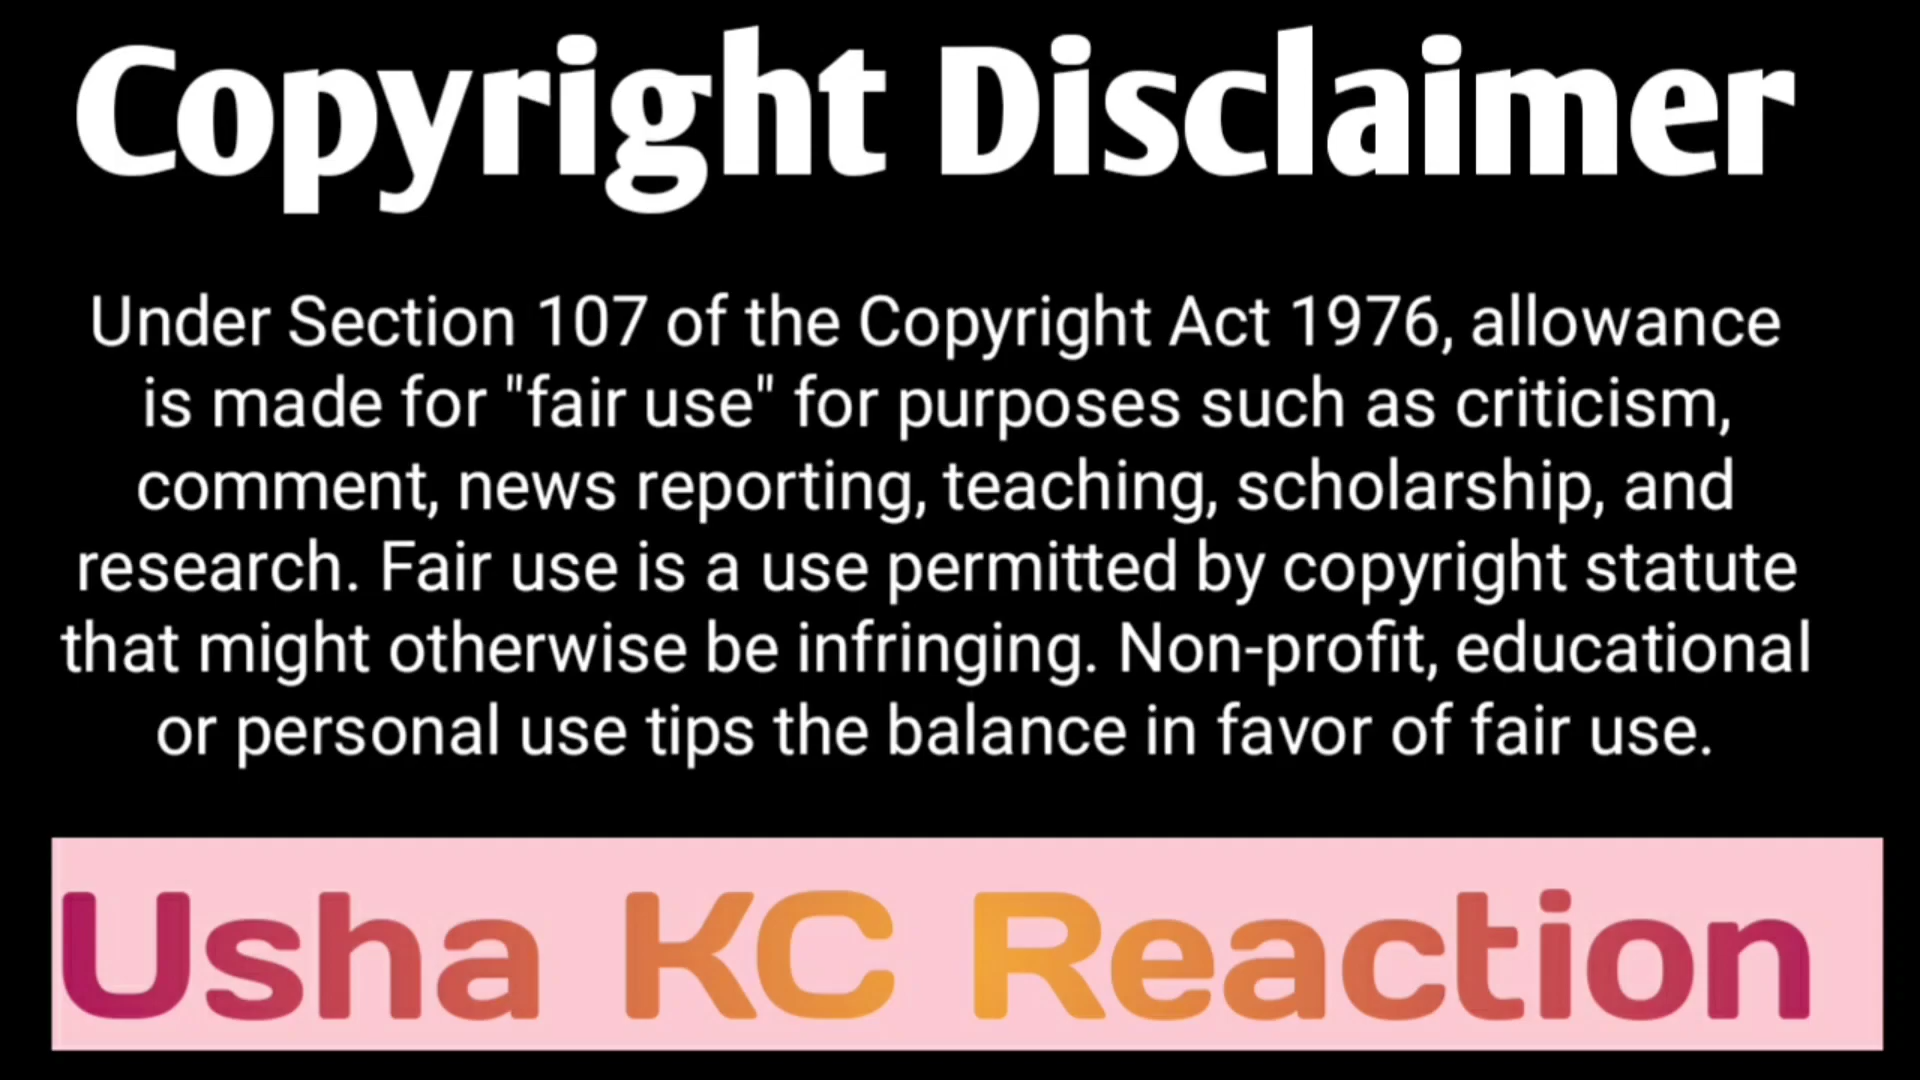 Copyright Disclaimer
Under Section 107 of the Copyright Act 1976, allowance
is made for "fair use" for purposes such as criticism,
comment, news reporting, teaching, scholarship, and
research. Fair use is a use permitted by copyright statute
that might otherwise be infringing. Non-profit, educational
or personal use tips the balance in favor of fair use.
Usha KC Reaction